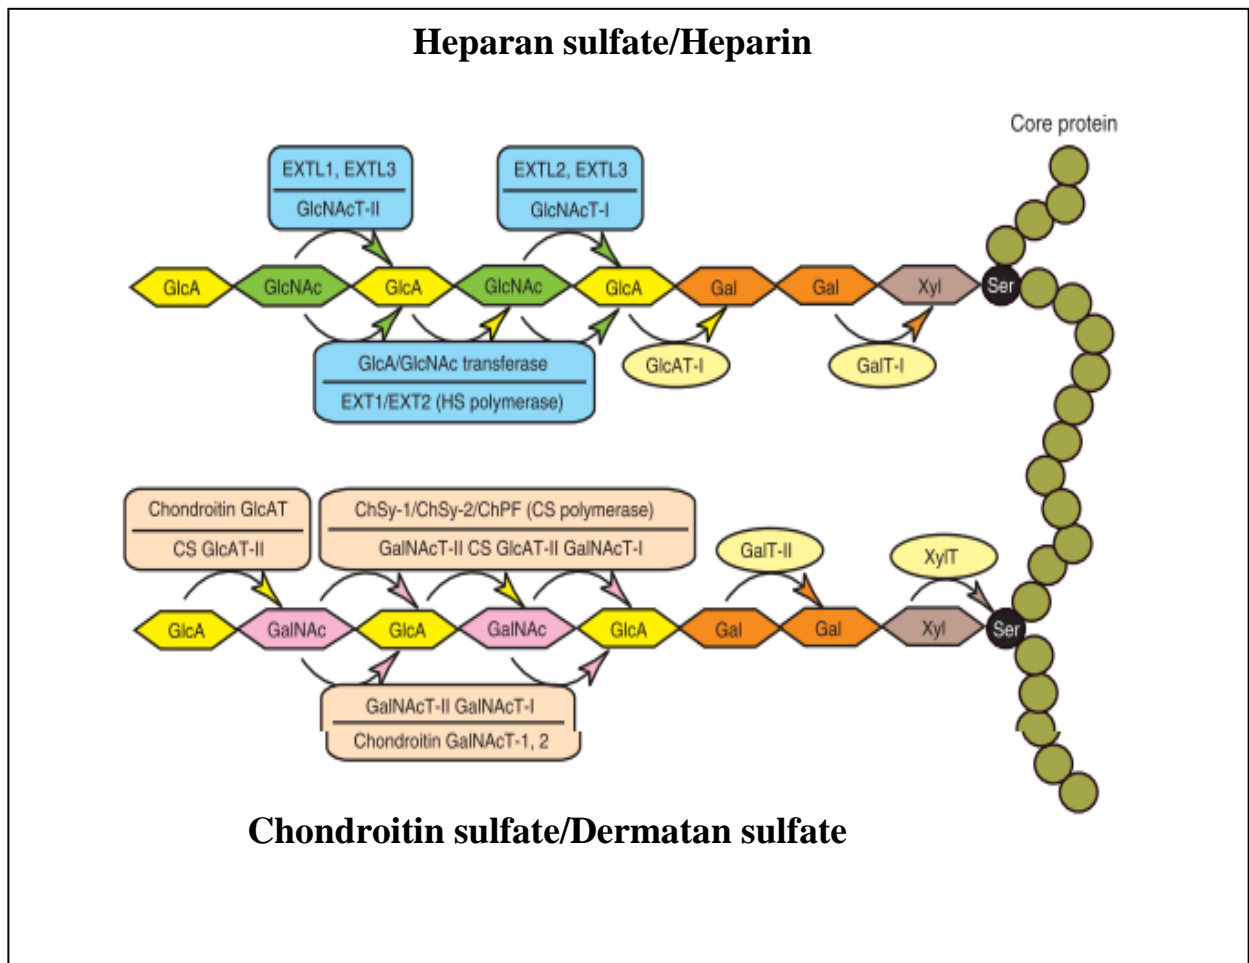 Heparan sulfate/Heparin
Core protein
EXTL1, EXTL3
GlcNAcT-II
EXTL2, EXTL3
GlcNAcT-I
GlcA GlcNAc GlcA GlcNAc GlcA Gal Gal Xyl Ser
GlcA/GlcNAc transferase
EXT1/EXT2 (HS polymerase)
GlcAT-I
GalT-I
Chondroitin GlcAT
CS GlcAT-II
ChSy-1/ChSy-2/ChPF (CS polymerase)
GalNAcT-II CS GlcAT-II GalNAcT-I
GalT-II
XylT
GlcA GalNAc GlcA GalNAc GlcA Gal Gal Xyl Ser
GalNAcT-II GalNAcT-I
Chondroitin GalNAcT-1, 2
Chondroitin sulfate/Dermatan sulfate